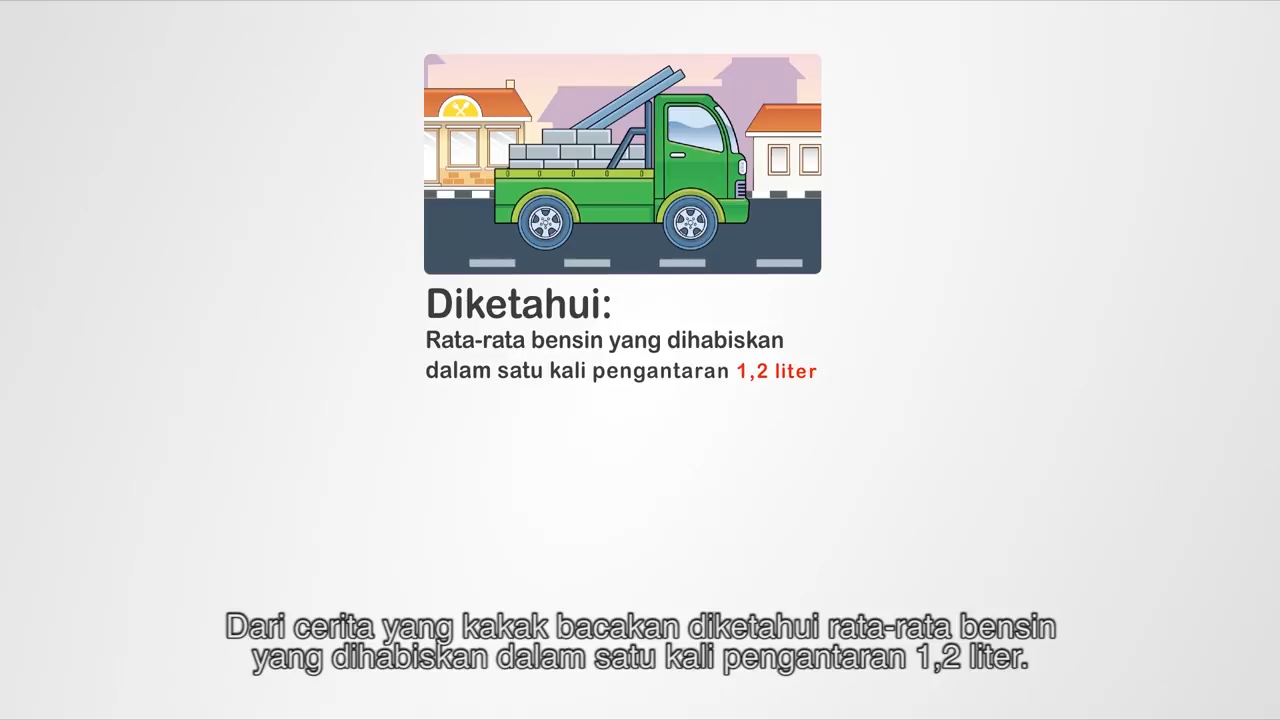 Diketahui:
Rata-rata bensin yang dihabiskan
dalam satu kali pengantaran 1,2 liter
Dari cerita yang kakak bacakan diketahui rata-rata bensin
yang dihabiskan dalam satu kali pengantaran 1,2 liter.